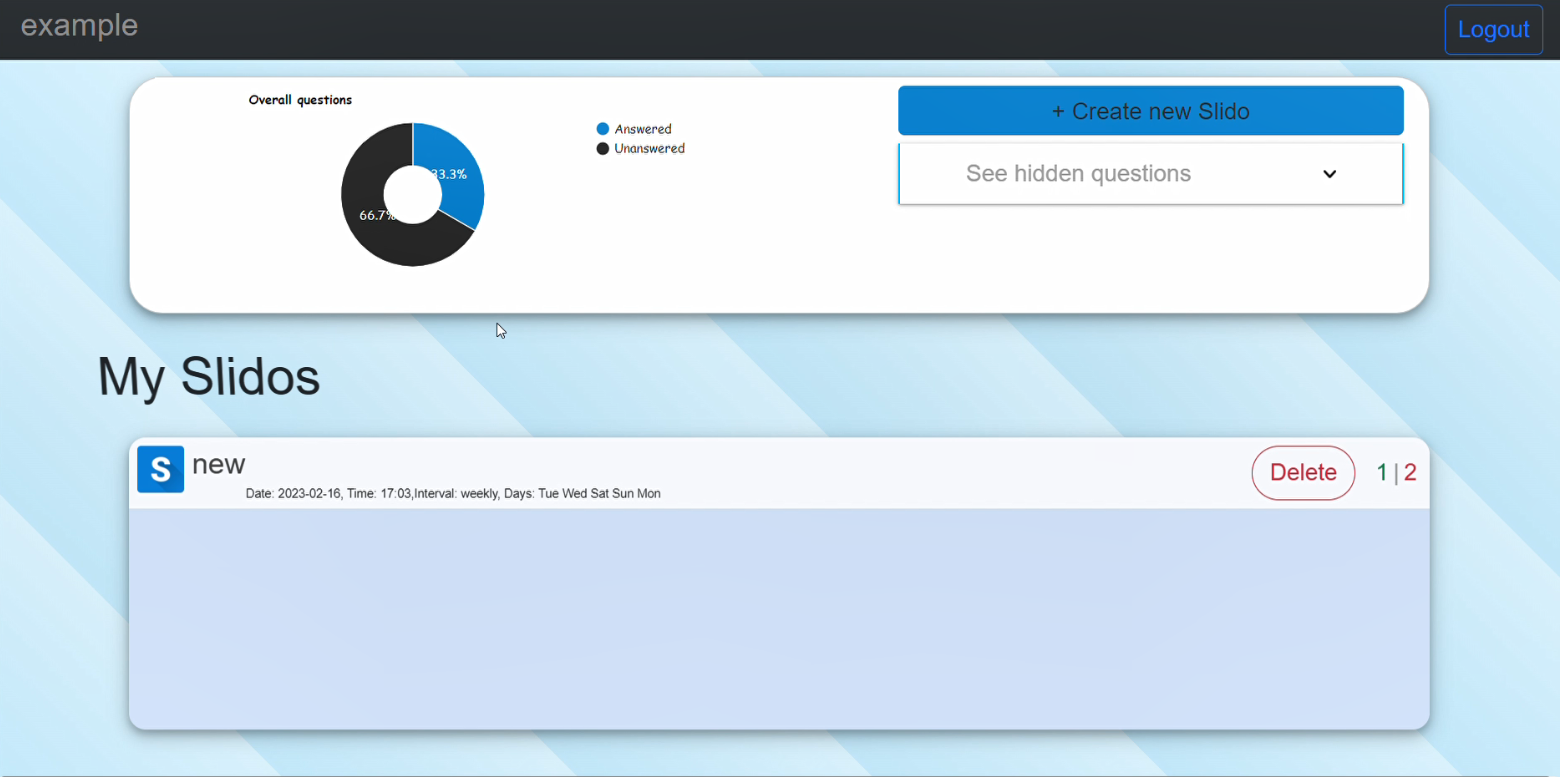 example
Logout
Overall questions
Answered
Unanswered
33.3%
66.7%
+ Create new Slido
See hidden questions
My Slidos
S
new
Date: 2023-02-16, Time: 17:03,Interval: weekly, Days: Tue Wed Sat Sun Mon
Delete
1 | 2